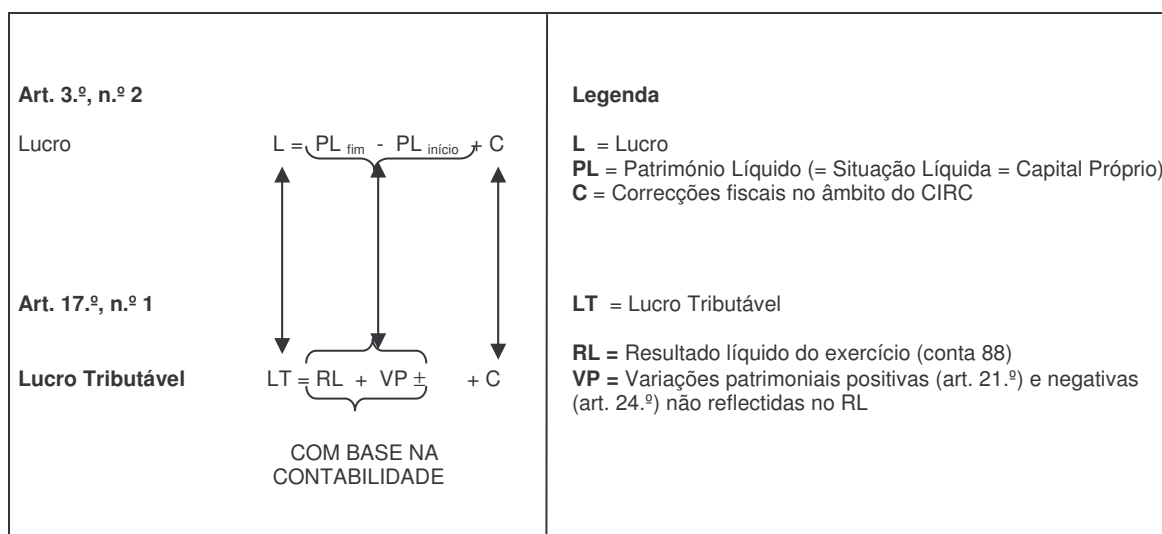 Art. 3.º, n.º 2
Lucro L = PL fim - PL início + C
Art. 17.º, n.º 1
Lucro Tributável LT = RL + VP ± + C
COM BASE NA
CONTABILIDADE
Legenda
L = Lucro
PL = Património Líquido (= Situação Líquida = Capital Próprio)
C = Correcções fiscais no âmbito do CIRC
LT = Lucro Tributável
RL = Resultado líquido do exercício (conta 88)
VP = Variações patrimoniais positivas (art. 21.º) e negativas
(art. 24.º) não reflectidas no RL